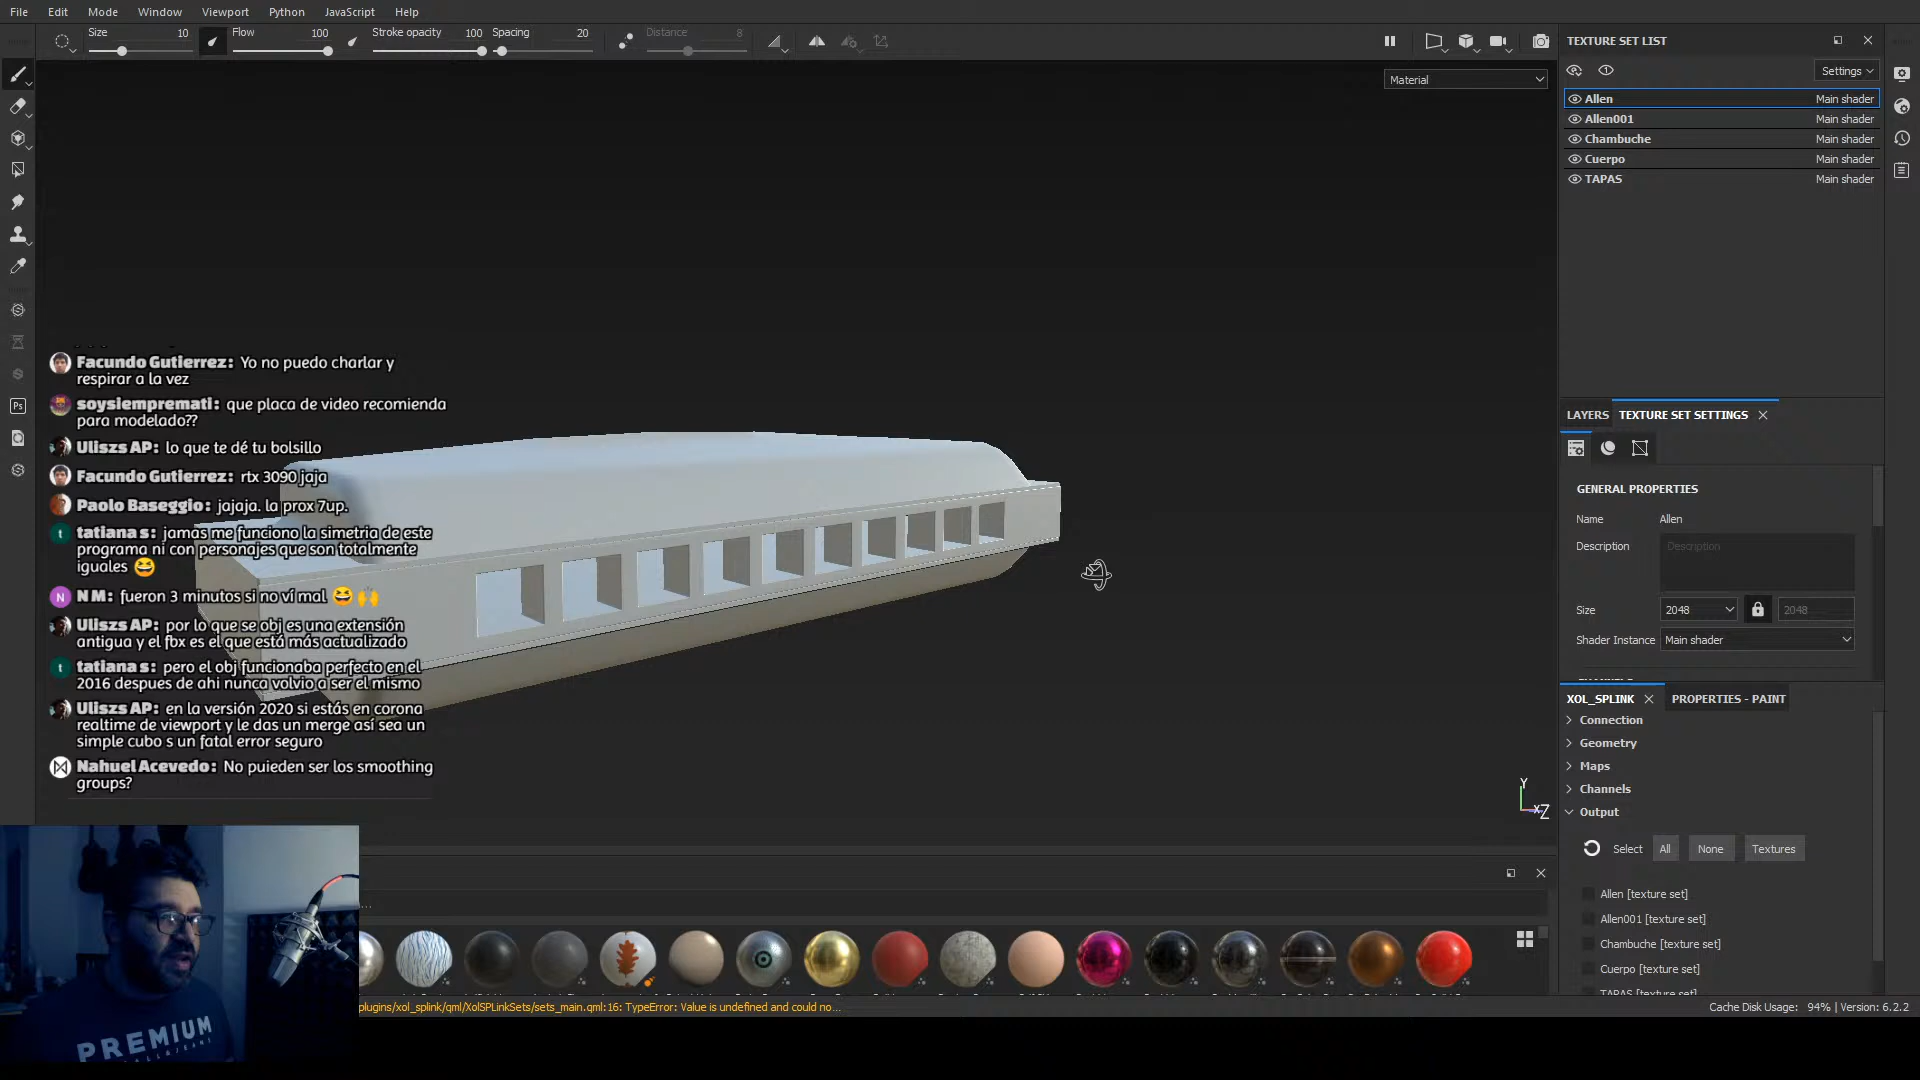 File Edit Mode Window Viewport Python JavaScript Help
Size 10 Flow 100 Stroke opacity 100 Spacing 20 Distance 8
Material
TEXTURE SET LIST
Settings
Allen Main shader
Allen001 Main shader
Chambuche Main shader
Cuerpo Main shader
TAPAS Main shader
Ps
Facundo Gutierrez: Yo no puedo charlar y
respirar a la vez
soysiempremati: que placa de video recomienda
para modelado??
Uliszs AP: lo que te dé tu bolsillo
Facundo Gutierrez: rtx 3090 jaja
Paolo Baseggio: jajaja. la prox 7up.
t tatiana s: jamas me funciono la simetria de este
programa ni con personajes que son totalmente
iguales 😆
N N M: fueron 3 minutos si no ví mal 😆🙌
Uliszs AP: por lo que se obj es una extensión
antigua y el fbx es el que está más actualizado
t tatiana s: pero el obj funcionaba perfecto en el
2016 despues de ahi nunca volvio a ser el mismo
Uliszs AP: en la versión 2020 si estás en corona
realtime de viewport y le das un merge así sea un
simple cubo s un fatal error seguro
Nahuel Acevedo: No puieden ser los smoothing
groups?
Y
X Z
LAYERS TEXTURE SET SETTINGS
GENERAL PROPERTIES
Name Allen
Description Description
Size 2048 2048
Shader Instance Main shader
XOL_SPLINK PROPERTIES - PAINT
Connection
Geometry
Maps
Channels
Output
Select All None Textures
Allen [texture set]
Allen001 [texture set]
Chambuche [texture set]
Cuerpo [texture set]
TAPAS [texture set]
...
plugins/xol_splink/qml/XolSPLinkSets/sets_main.qml:16: TypeError: Value is undefined and could no...
Cache Disk Usage: 94% | Version: 6.2.2
PREMIUM